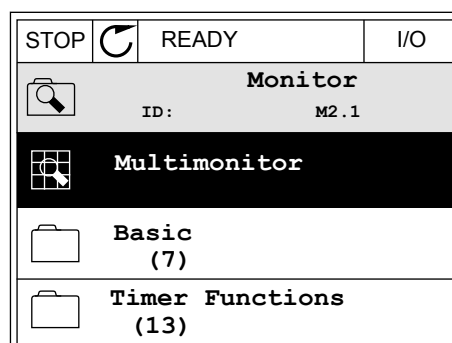 STOP READY I/O
Monitor
ID: M2.1
Multimonitor
Basic
(7)
Timer Functions
(13)